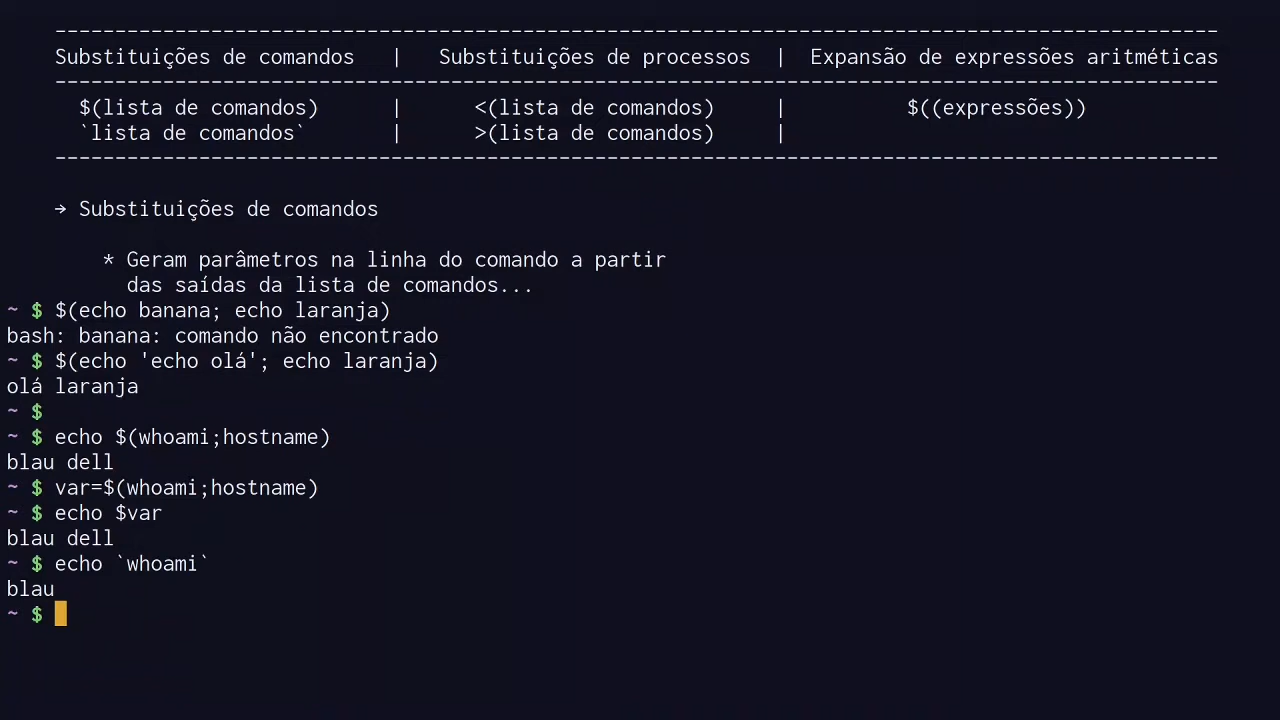 ---------------------------------------------------------------------------------------------
Substituições de comandos | Substituições de processos | Expansão de expressões aritméticas
---------------------------------------------------------------------------------------------
$(lista de comandos) | <(lista de comandos) | $((expressões))
`lista de comandos` | >(lista de comandos) |
---------------------------------------------------------------------------------------------
→ Substituições de comandos
* Geram parâmetros na linha do comando a partir
das saídas da lista de comandos...
~ $ $(echo banana; echo laranja)
bash: banana: comando não encontrado
~ $ $(echo 'echo olá'; echo laranja)
olá laranja
~ $
~ $ echo $(whoami;hostname)
blau dell
~ $ var=$(whoami;hostname)
~ $ echo $var
blau dell
~ $ echo `whoami`
blau
~ $